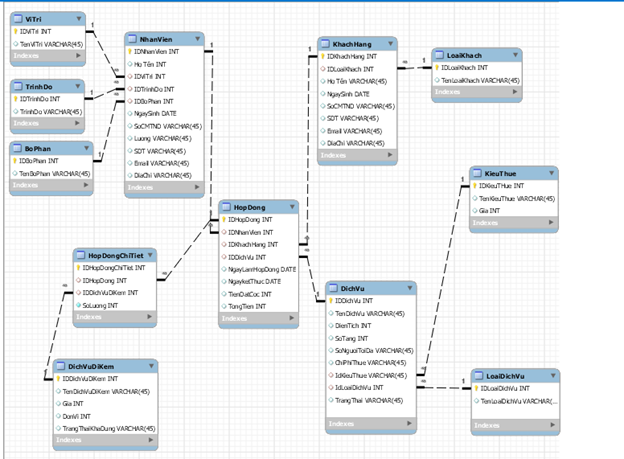 ViTri
IDViTri INT
TenViTri VARCHAR(45)
Indexes
TrinhDo
IDTrinhDo INT
TrinhDo VARCHAR(45)
Indexes
BoPhan
IDBoPhan INT
TenBoPhan VARCHAR(45)
Indexes
NhanVien
IDNhanVien INT
Ho Tên INT
IDViTri INT
IDTrinhDo INT
IDBoPhan INT
NgaySinh DATE
SoCMTND VARCHAR(45)
Luong VARCHAR(45)
SDT VARCHAR(45)
Email VARCHAR(45)
DiaChi VARCHAR(45)
Indexes
KhachHang
IDKhachHang INT
IDLoaiKhach INT
Ho Tên VARCHAR(45)
NgaySinh DATE
SoCMTND VARCHAR(45)
SDT VARCHAR(45)
Email VARCHAR(45)
DiaChi VARCHAR(45)
Indexes
LoaiKhach
IDLoaiKhach INT
TenLoaiKhach VARCHAR(45)
Indexes
KieuThue
IDKieuThue INT
TenKieuThue VARCHAR(45)
Gia INT
Indexes
HopDong
IDHopDong INT
IDNhanVien INT
IDKhachHang INT
IDDichVu INT
NgayLamHopDong DATE
NgayketThuc DATE
TienDatCoc INT
TongTien INT
Indexes
HopDongChiTiet
IDHopDongChiTiet INT
IDHopDong INT
IDDichVuDiKem INT
SoLuong INT
Indexes
DichVu
IDDichVu INT
TenDichVu VARCHAR(45)
DienTich INT
SoTang INT
SoNguoiToiDa VARCHAR(45)
ChiPhiThue VARCHAR(45)
IdKieuThue VARCHAR(45)
IdLoaiDichVu INT
TrangThai VARCHAR(45)
Indexes
DichVuDiKem
IDDichVuDiKem INT
TenDichVuDiKem VARCHAR(45)
Gia INT
DonVi INT
TrangThaiKhaDung VARCHAR(45)
Indexes
LoaiDichVu
IDLoaiDichVu INT
TenLoaiDichVu VARCHAR(...
Indexes